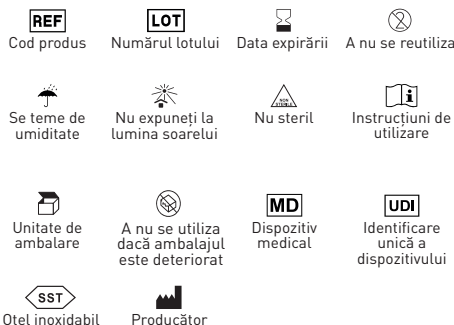 REF LOT
Cod produs Numărul lotului Data expirării A nu se reutiliza
2
NON
STERILE
i
Se teme de umiditate
Nu expuneți la lumina soarelui
Nu steril
Instrucțiuni de utilizare
MD UDI
Unitate de ambalare
A nu se utiliza dacă ambalajul este deteriorat
Dispozitiv medical
Identificare unică a dispozitivului
SST
Oțel inoxidabil Producător